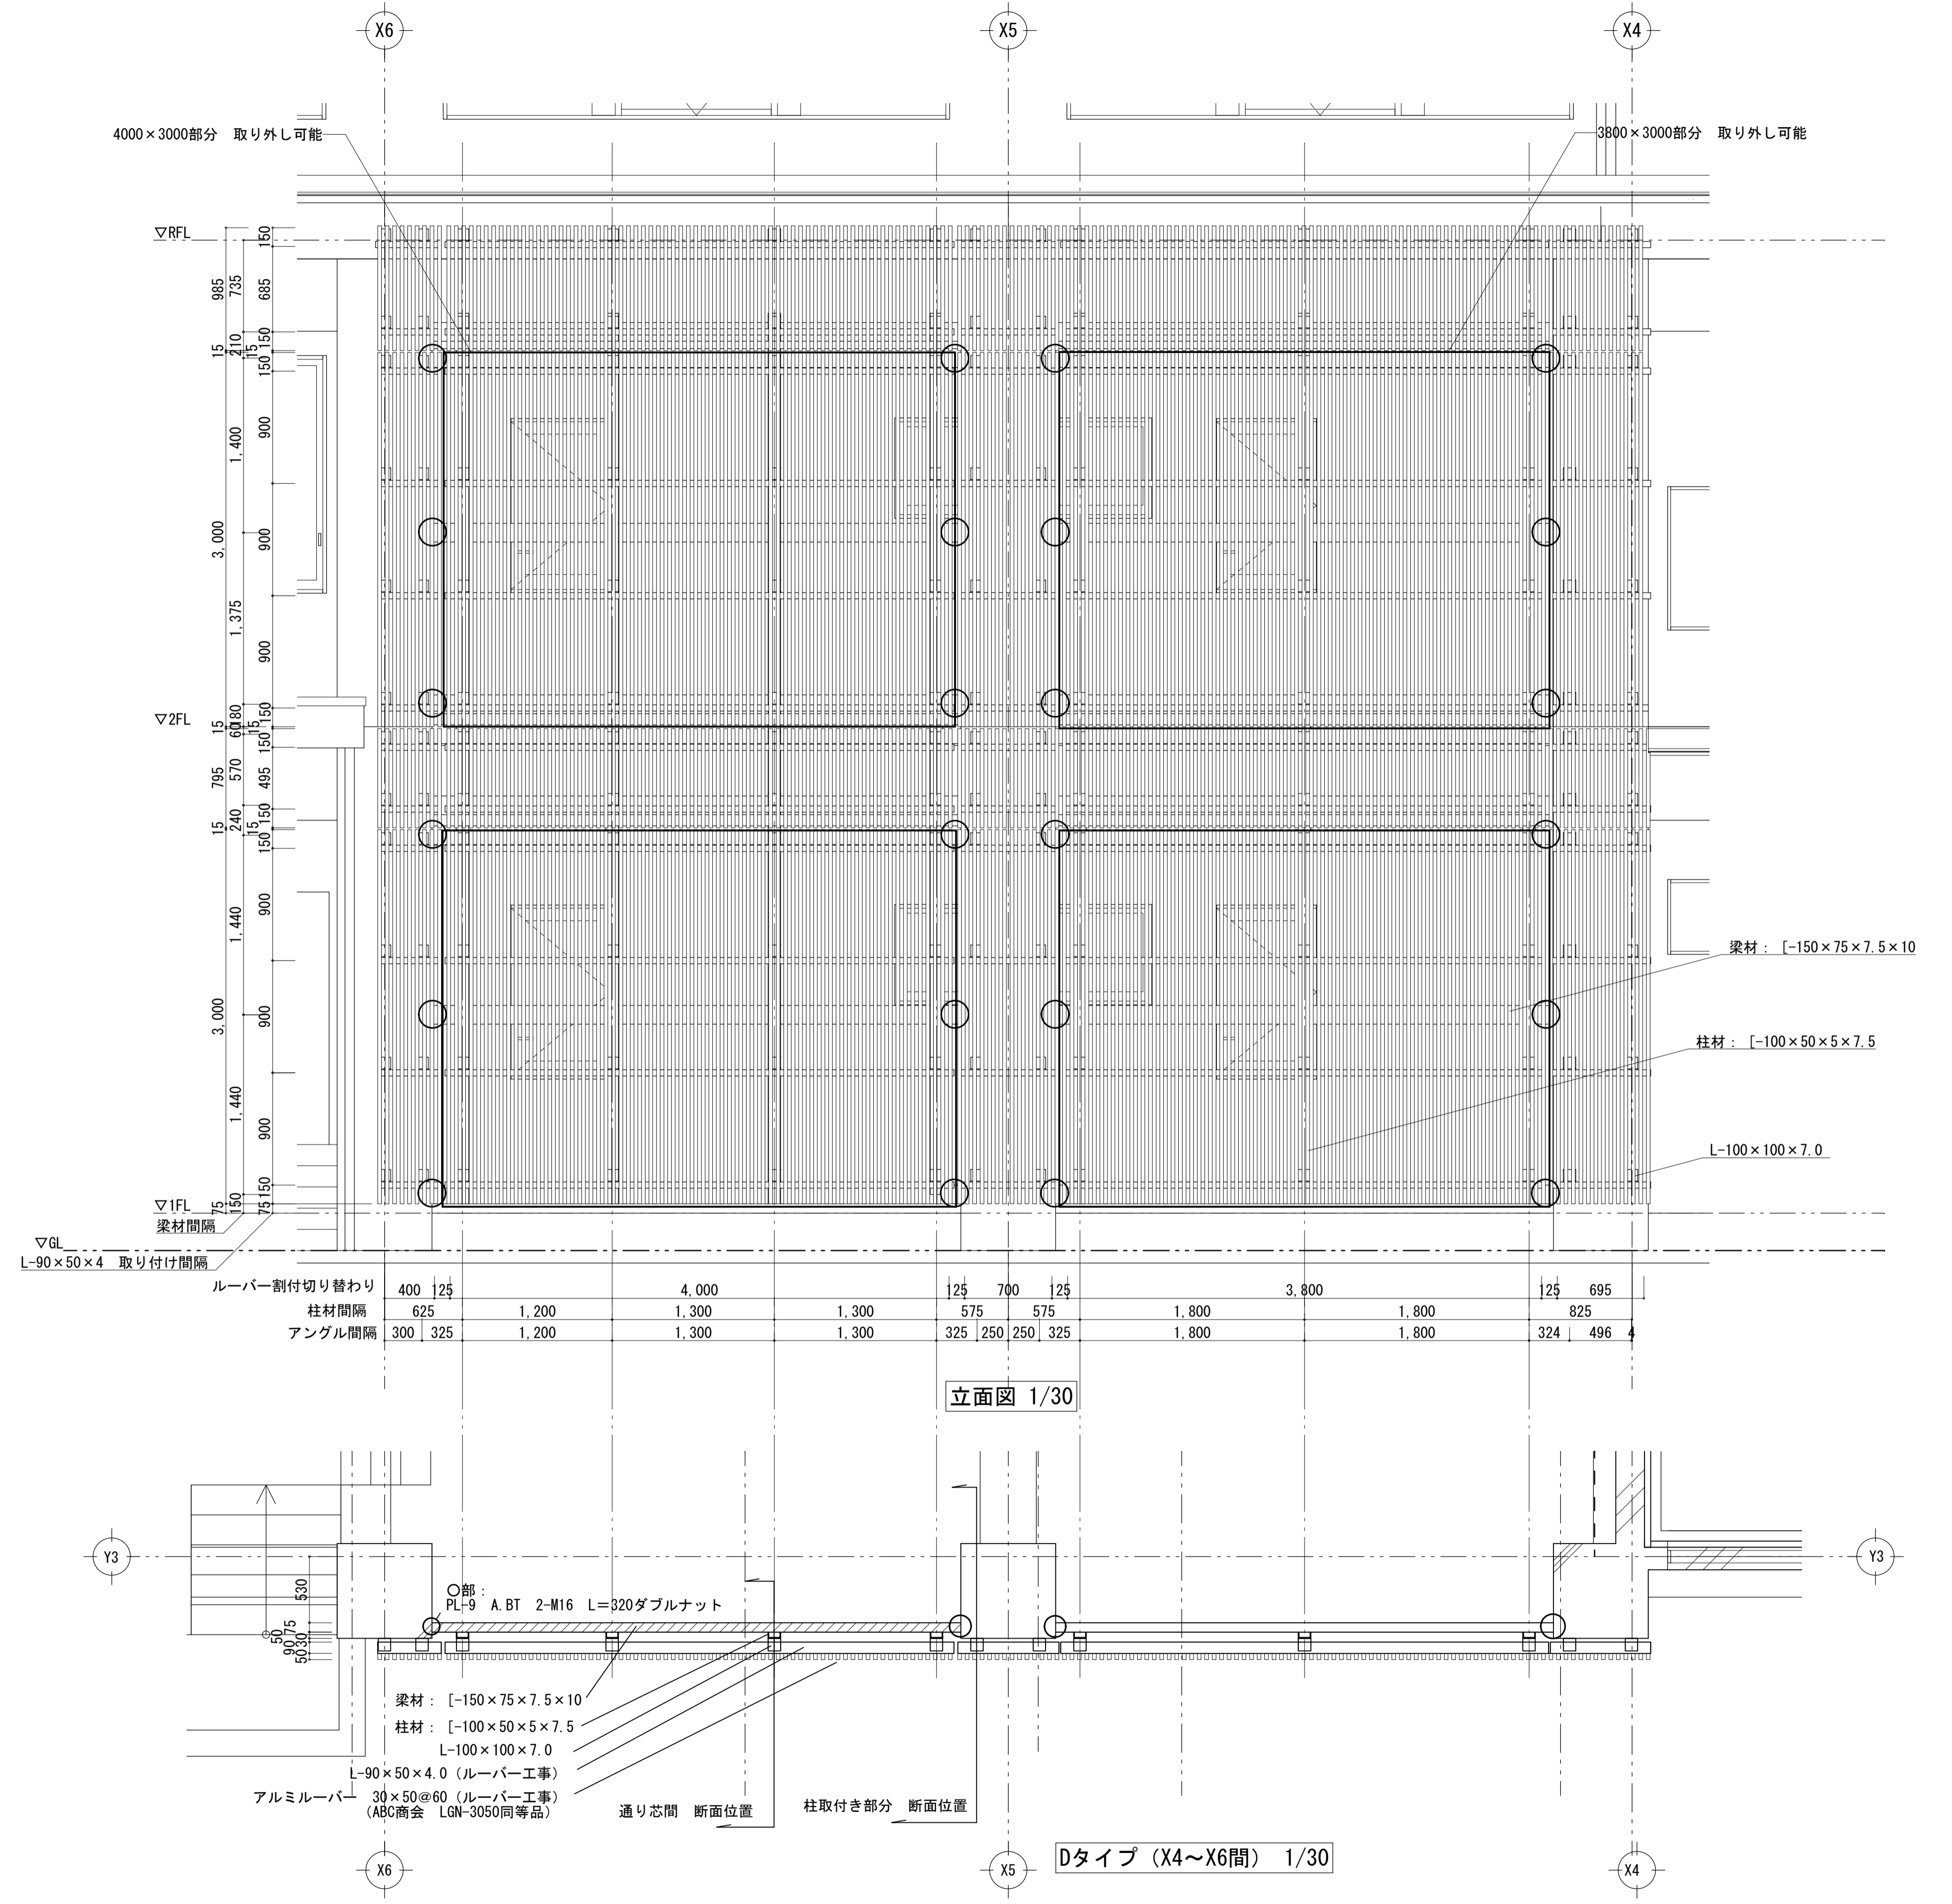 X6
X5
X4
4000×3000部分　取り外し可能
3800×3000部分　取り外し可能
▽RFL
985
735
150
685
15
210
15
150
150
1,400
900
3,000
900
1,375
900
▽2FL
15
60
180
15
150
150
795
570
495
15
240
15
150
150
1,440
900
3,000
900
1,440
900
▽1FL
75
150
75
150
梁材間隔
▽GL
L-90×50×4　取り付け間隔
梁材： [-150×75×7.5×10
柱材： [-100×50×5×7.5
L-100×100×7.0
ルーバー割付切り替わり 400 125 4,000 125 700 125 3,800 125 695
柱材間隔 625 1,200 1,300 1,300 575 575 1,800 1,800 825
アングル間隔 300 325 1,200 1,300 1,300 325 250 250 325 1,800 1,800 324 496 4
立面図 1/30
Y3
Y3
530
75
50
30
90
50
〇部：
PL-9　A.BT　2-M16　L=320ダブルナット
梁材： [-150×75×7.5×10
柱材： [-100×50×5×7.5
L-100×100×7.0
L-90×50×4.0（ルーバー工事）
アルミルーバー　30×50@60（ルーバー工事）
（ABC商会　LGN-3050同等品）
通り芯間　断面位置
柱取付き部分　断面位置
Dタイプ（X4～X6間）　1/30
X6
X5
X4